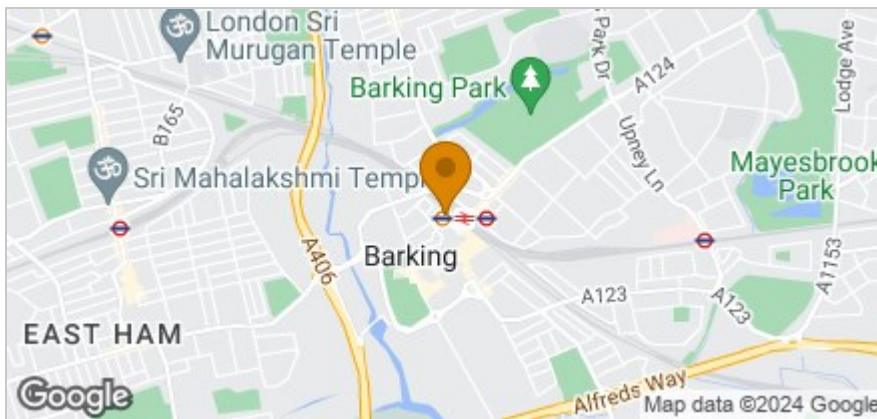 London Sri
Murugan Temple
B165
Barking Park
Park Dr
A124
Lodge Ave
Upney Ln
Mayesbrook
Park
Sri Mahalakshmi Temp
A406
Barking
A123
A123
A1153
EAST HAM
Alfreds Way
Google
Map data ©2024 Google